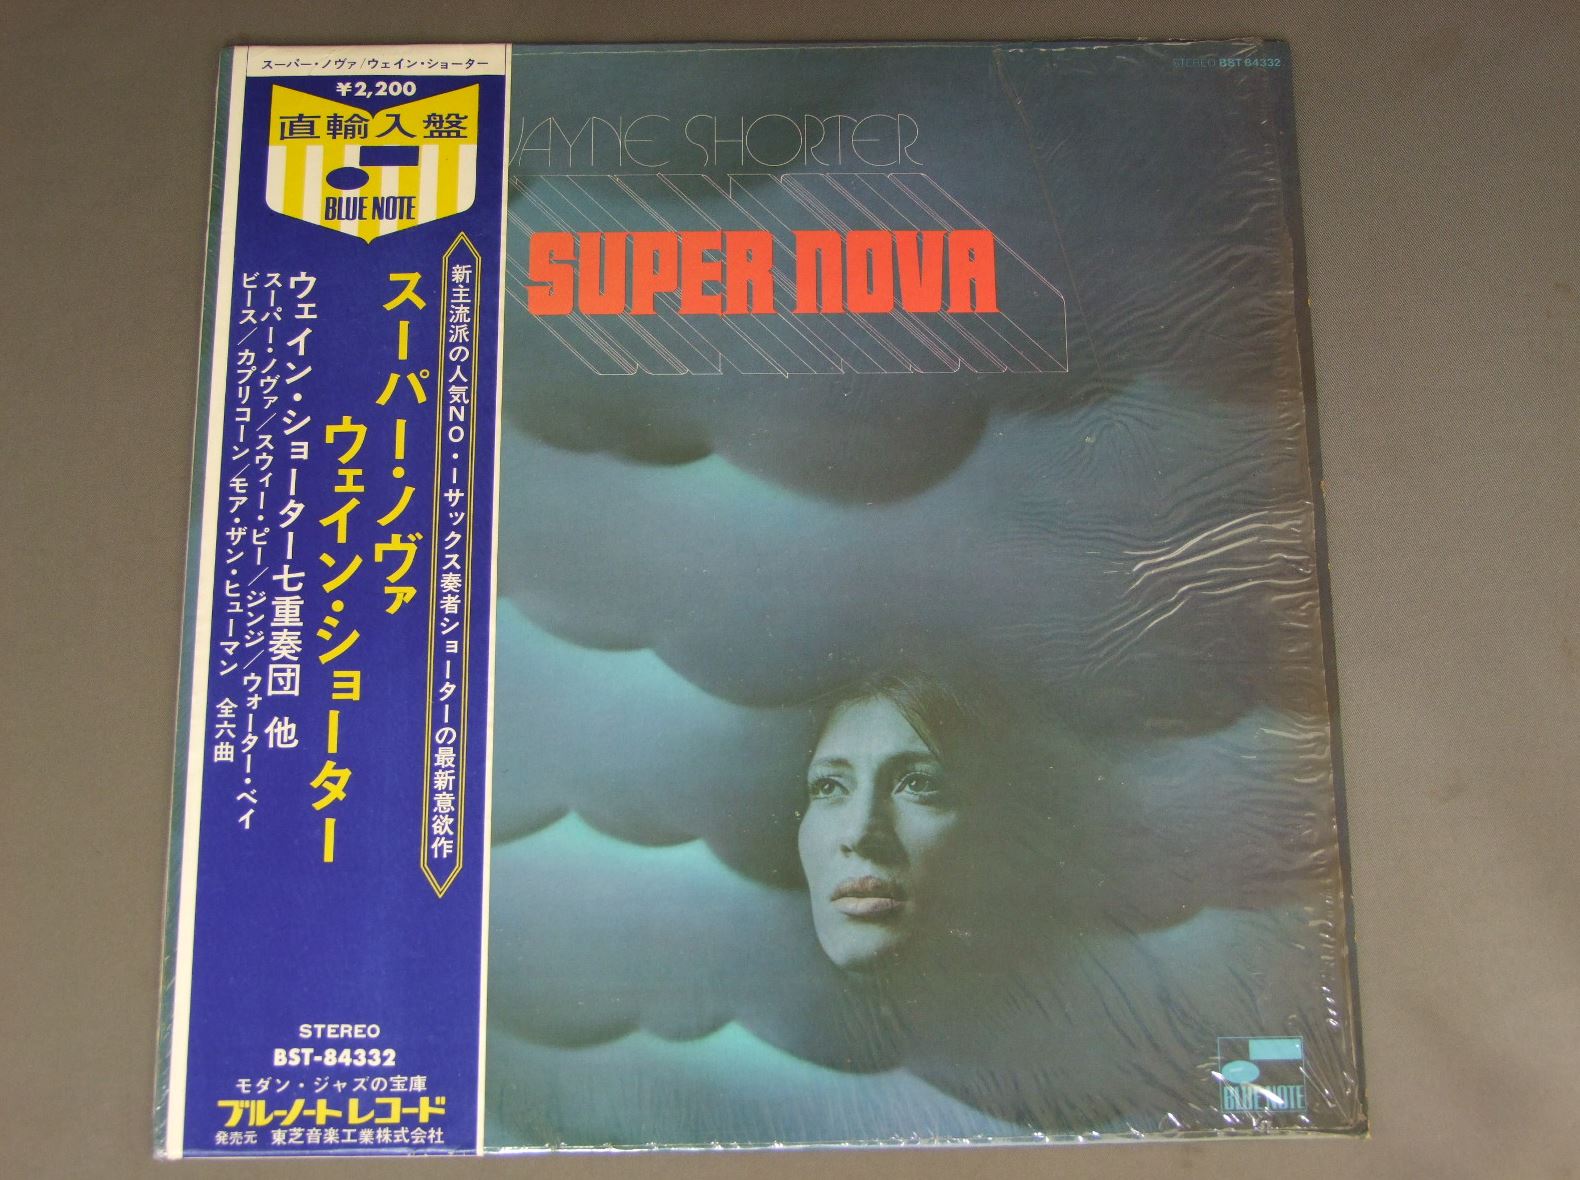 スーパー・ノヴァ/ウェイン・ショーター
¥2,200
直輸入盤
BLUE NOTE
新主流派の人気NO・1サックス奏者ショーターの最新意欲作
スーパー・ノヴァ
ウェイン・ショーター
ウェイン・ショーター七重奏団 他
スーパー・ノヴァ/スウィー・ピー/ジンジ/ウォーター・ベイ
ビース/カプリコーン/モア・ザン・ヒューマン 全六曲
STEREO
BST-84332
モダン・ジャズの宝庫
ブルーノートレコード
発売元 東芝音楽工業株式会社
STEREO BST 84332
WAYNE SHORTER
SUPER NOVA
BLUE NOTE